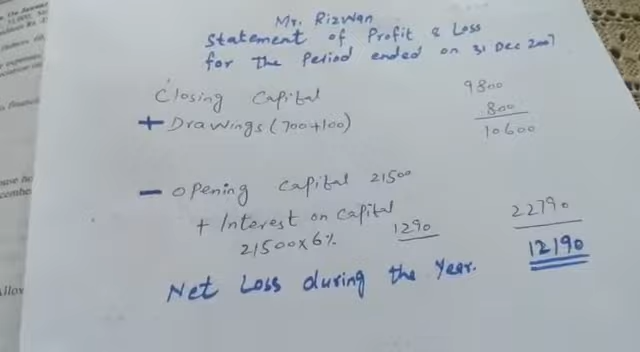 Mr. Rizwan
Statement of Profit & Loss
for The Period ended on 31 Dec 2007
Closing Capital 9800
+ Drawings (700+100) 800
10600
- Opening Capital 21500
+ Interest on Capital
21500x6% 1290 22790
12190
Net Loss during the Year.